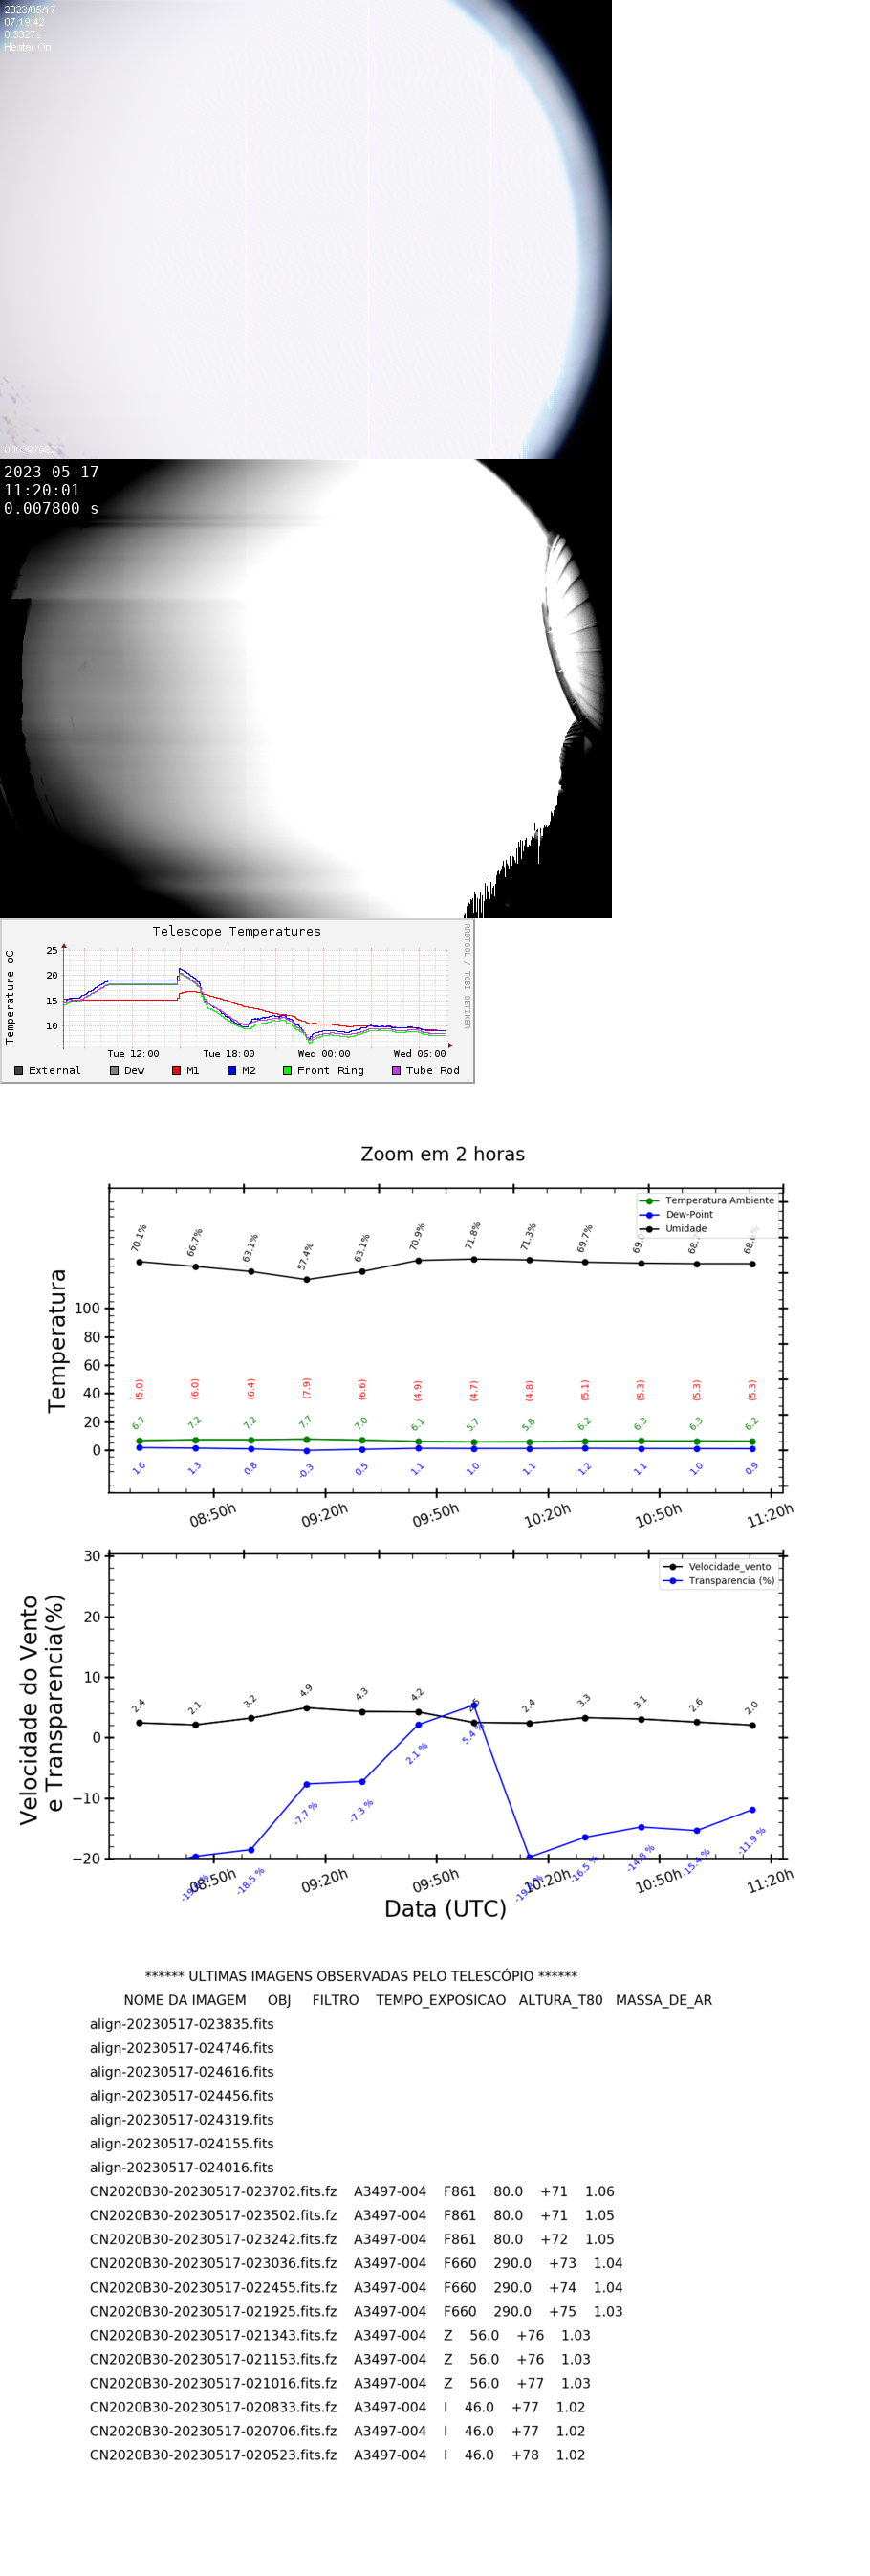 2023/05/17
07:19:42
0.3327s
Heater On
000397982
2023-05-17
11:20:01
0.007800 s
Telescope Temperatures
RRDTOOL / TOBI OETIKER
Temperature oC
25
20
15
10
Tue 12:00 Tue 18:00 Wed 00:00 Wed 06:00
External Dew M1 M2 Front Ring Tube Rod
Zoom em 2 horas
Temperatura Ambiente
Dew-Point
Umidade
70.1% 66.7% 63.1% 57.4% 63.1% 70.9% 71.8% 71.3% 69.7%
Temperatura
100
80
60
40
20
0
(5.0) (6.0) (6.4) (7.9) (6.6) (4.9) (4.7) (4.8) (5.1) (5.3) (5.3) (5.3)
6.7 7.2 7.2 7.7 7.0 6.1 5.7 5.8 6.2 6.3 6.3 6.2
1.6 1.3 0.8 -0.3 0.5 1.1 1.0 1.1 1.2 1.1 1.0 0.9
08:50h 09:20h 09:50h 10:20h 10:50h 11:20h
Velocidade_vento
Transparencia (%)
Velocidade do Vento
e Transparencia(%)
30
20
10
0
−10
−20
2.4 2.1 3.2 4.9 4.3 4.2 2.4 3.3 3.1 2.6 2.0
-18.5 % -7.7 % -7.3 % 2.1 % 5.4 % -16.5 % -14.8 % -15.4 % -11.9 %
08:50h 09:20h 09:50h 10:20h 10:50h 11:20h
Data (UTC)
****** ULTIMAS IMAGENS OBSERVADAS PELO TELESCÓPIO ******
NOME DA IMAGEM OBJ FILTRO TEMPO_EXPOSICAO ALTURA_T80 MASSA_DE_AR
align-20230517-023835.fits
align-20230517-024746.fits
align-20230517-024616.fits
align-20230517-024456.fits
align-20230517-024319.fits
align-20230517-024155.fits
align-20230517-024016.fits
CN2020B30-20230517-023702.fits.fz A3497-004 F861 80.0 +71 1.06
CN2020B30-20230517-023502.fits.fz A3497-004 F861 80.0 +71 1.05
CN2020B30-20230517-023242.fits.fz A3497-004 F861 80.0 +72 1.05
CN2020B30-20230517-023036.fits.fz A3497-004 F660 290.0 +73 1.04
CN2020B30-20230517-022455.fits.fz A3497-004 F660 290.0 +74 1.04
CN2020B30-20230517-021925.fits.fz A3497-004 F660 290.0 +75 1.03
CN2020B30-20230517-021343.fits.fz A3497-004 Z 56.0 +76 1.03
CN2020B30-20230517-021153.fits.fz A3497-004 Z 56.0 +76 1.03
CN2020B30-20230517-021016.fits.fz A3497-004 Z 56.0 +77 1.03
CN2020B30-20230517-020833.fits.fz A3497-004 I 46.0 +77 1.02
CN2020B30-20230517-020706.fits.fz A3497-004 I 46.0 +77 1.02
CN2020B30-20230517-020523.fits.fz A3497-004 I 46.0 +78 1.02